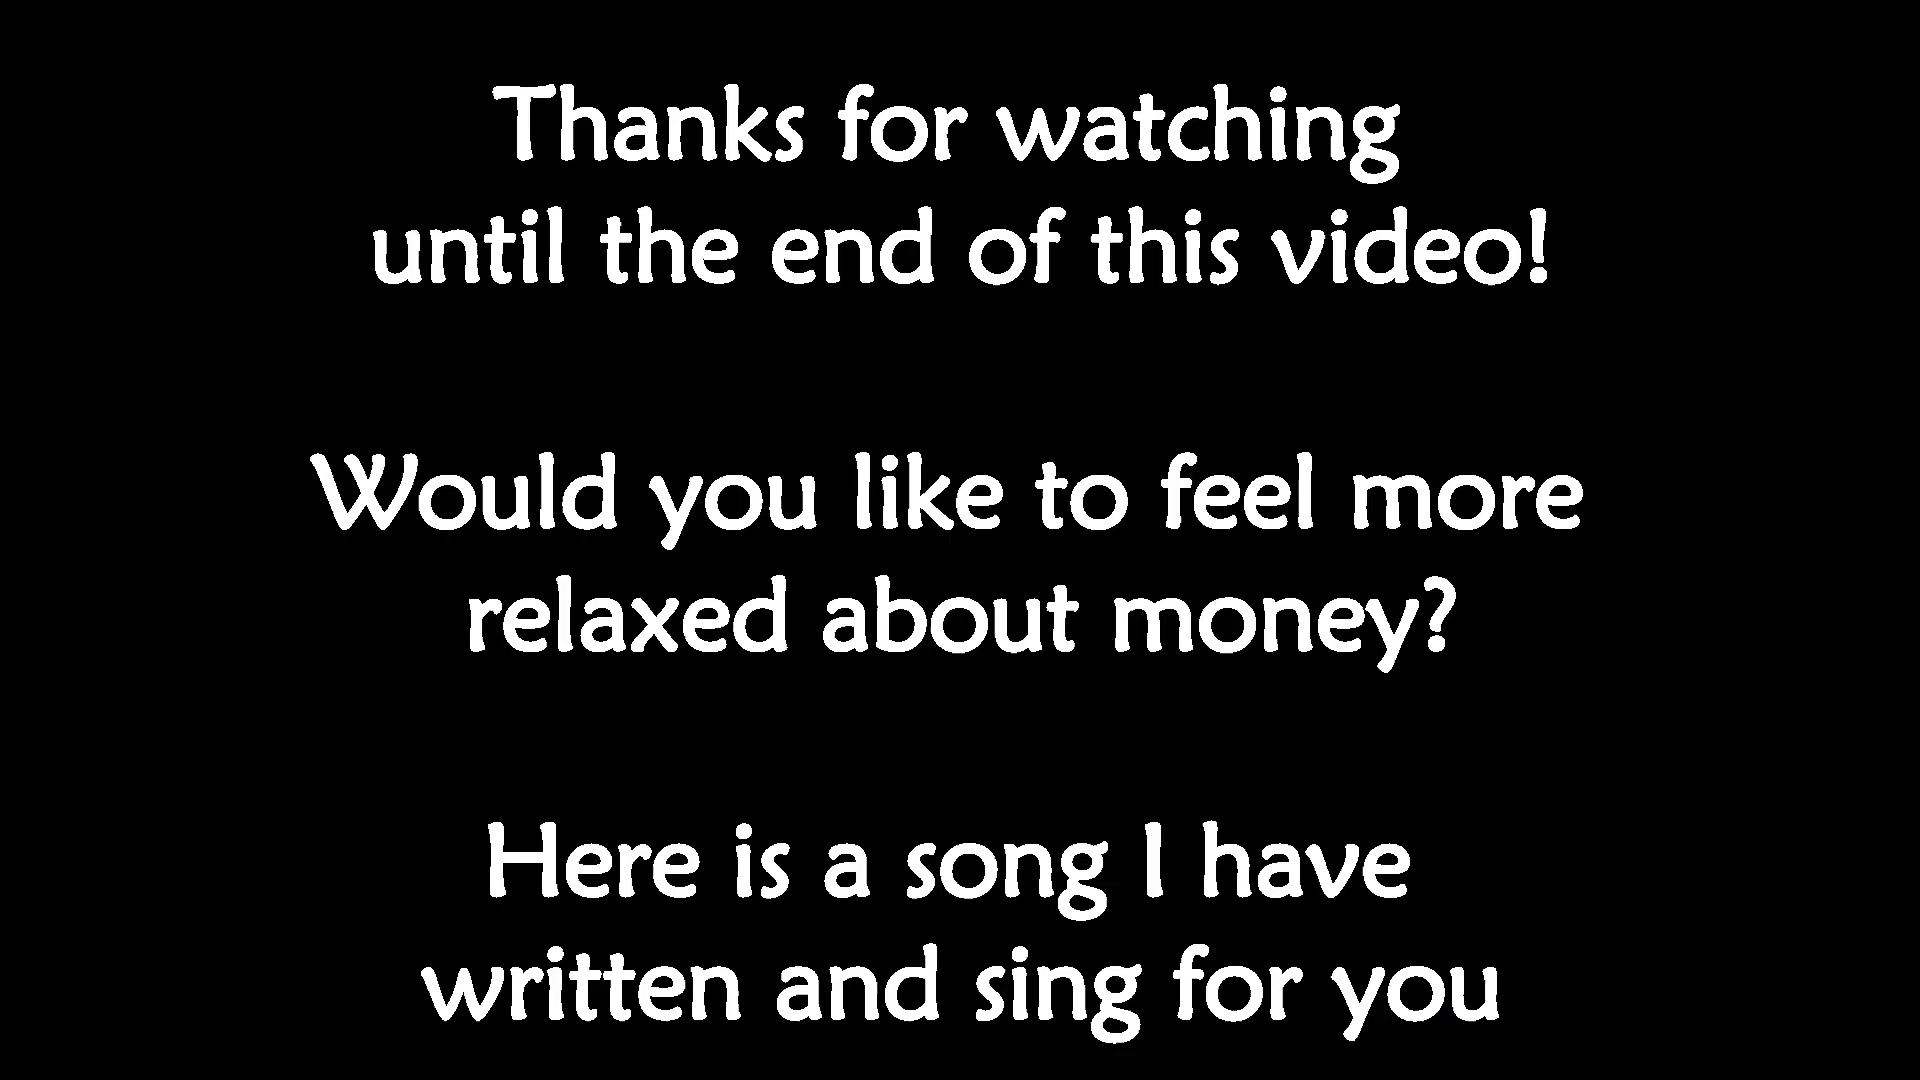 Thanks for watching
until the end of this video!
Would you like to feel more
relaxed about money?
Here is a song I have
written and sing for you